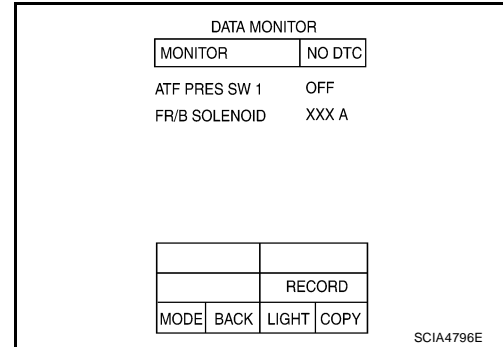 DATA MONITOR
MONITOR NO DTC
ATF PRES SW 1 OFF
FR/B SOLENOID XXX A
RECORD
MODE BACK LIGHT COPY
SCIA4796E